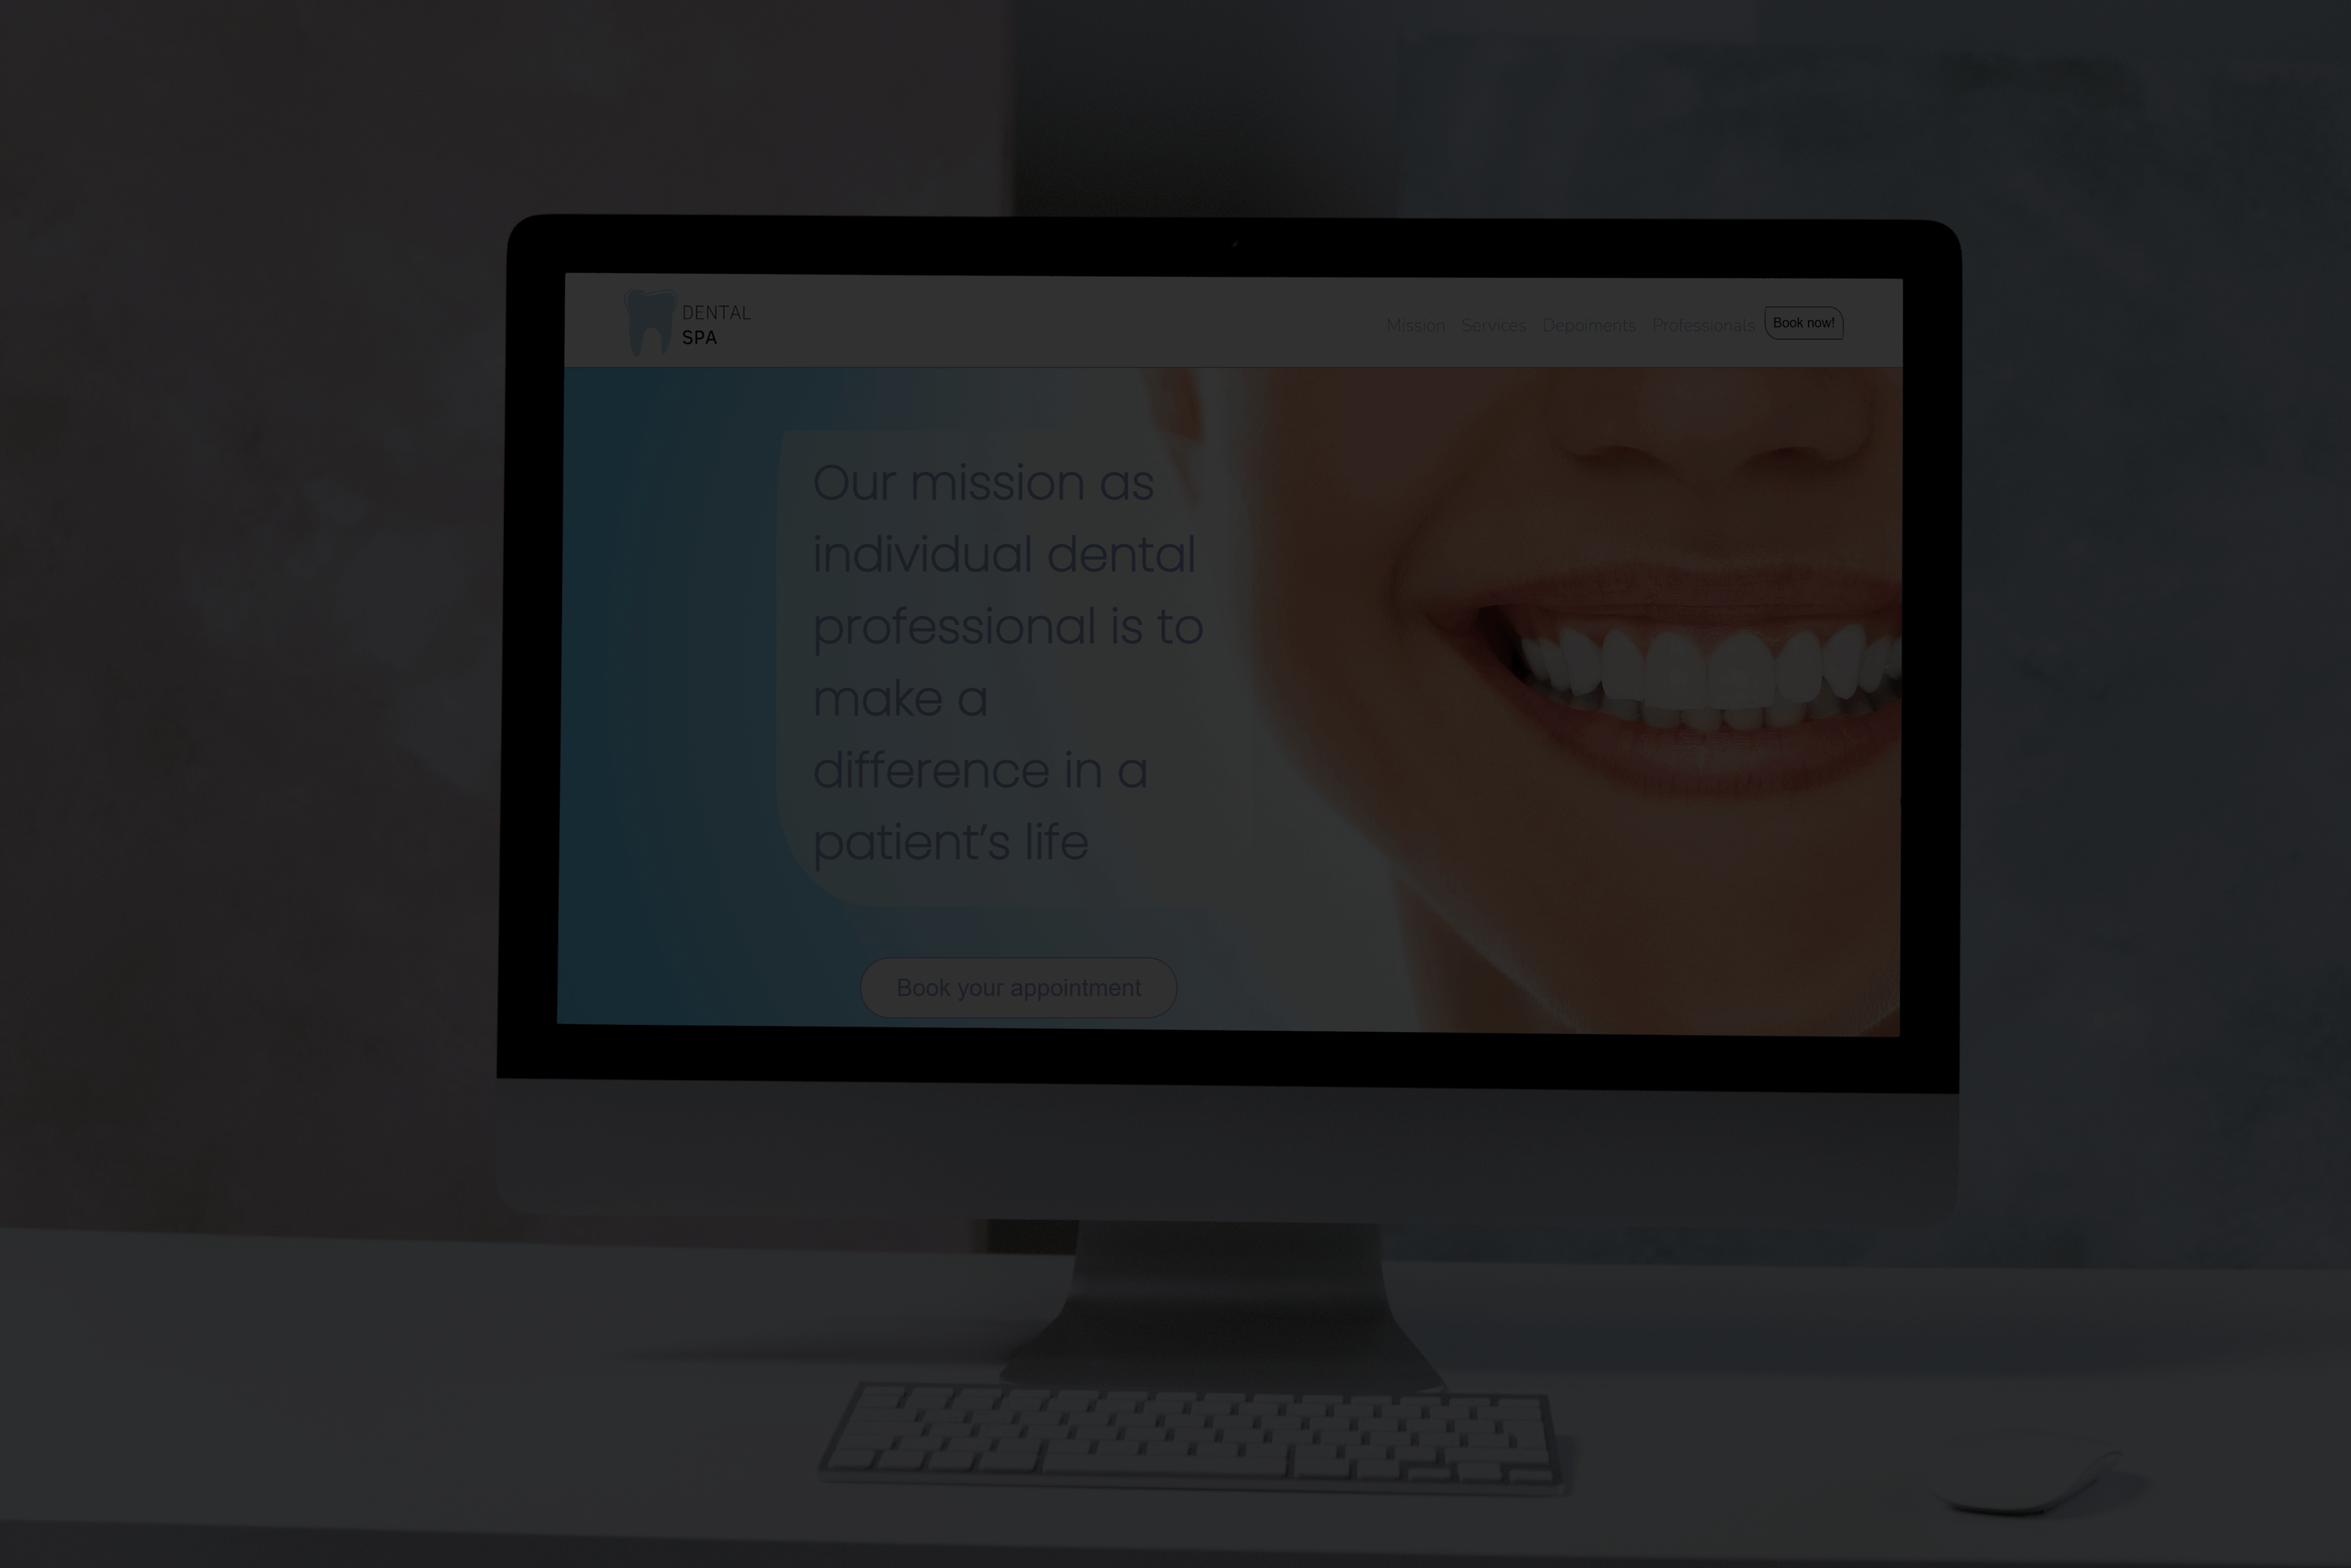 DENTAL
SPA
Mission Services Depoiments Professionals Book now!
Our mission as
individual dental
professional is to
make a
difference in a
patient’s life
Book your appointment